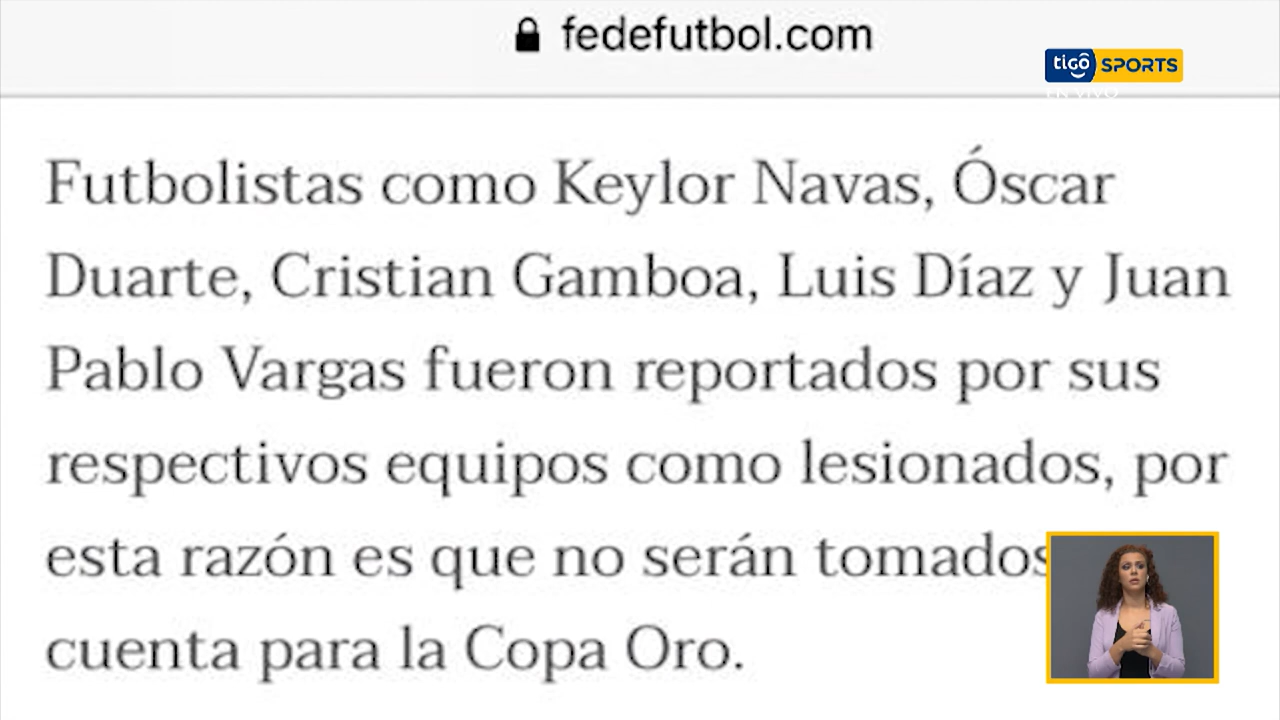 fedefutbol.com
tigo SPORTS
EN VIVO
Futbolistas como Keylor Navas, Óscar
Duarte, Cristian Gamboa, Luis Díaz y Juan
Pablo Vargas fueron reportados por sus
respectivos equipos como lesionados, por
esta razón es que no serán tomados
cuenta para la Copa Oro.